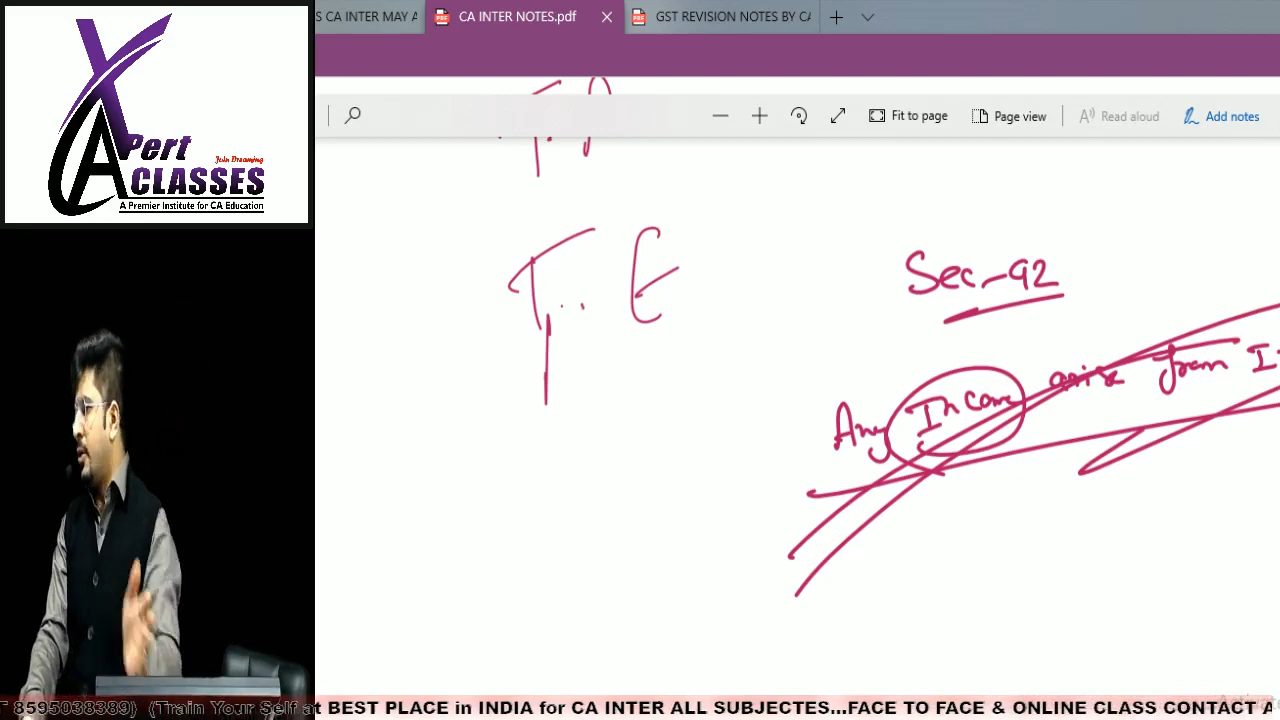 S CA INTER MAY A
CA INTER NOTES.pdf
GST REVISION NOTES BY CA
XPert
Join Dreaming
CLASSES
A Premier Institute for CA Education
Fit to page
Page view
Read aloud
Add notes
T. P
T.. E
Sec-92
Any Income arise from
T 8595038389) (Train Your Self at BEST PLACE in INDIA for CA INTER ALL SUBJECTES...FACE TO FACE & ONLINE CLASS CONTACT A